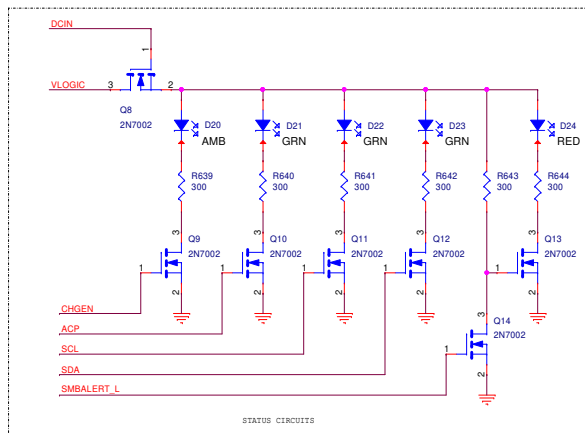 DCIN
1
VLOGIC 3 2
Q8
2N7002
D20 D21 D22 D23 D24
AMB GRN GRN GRN RED
R639 R640 R641 R642 R643 R644
300 300 300 300 300 300
3 3 3 3 3
Q9 Q10 Q11 Q12 Q13
2N7002 2N7002 2N7002 2N7002 2N7002
1 1 1 1 1
2 2 2 2 2
CHGEN
3
Q14
ACP
2N7002
SCL
1
SDA
2
SMBALERT_L
STATUS CIRCUITS